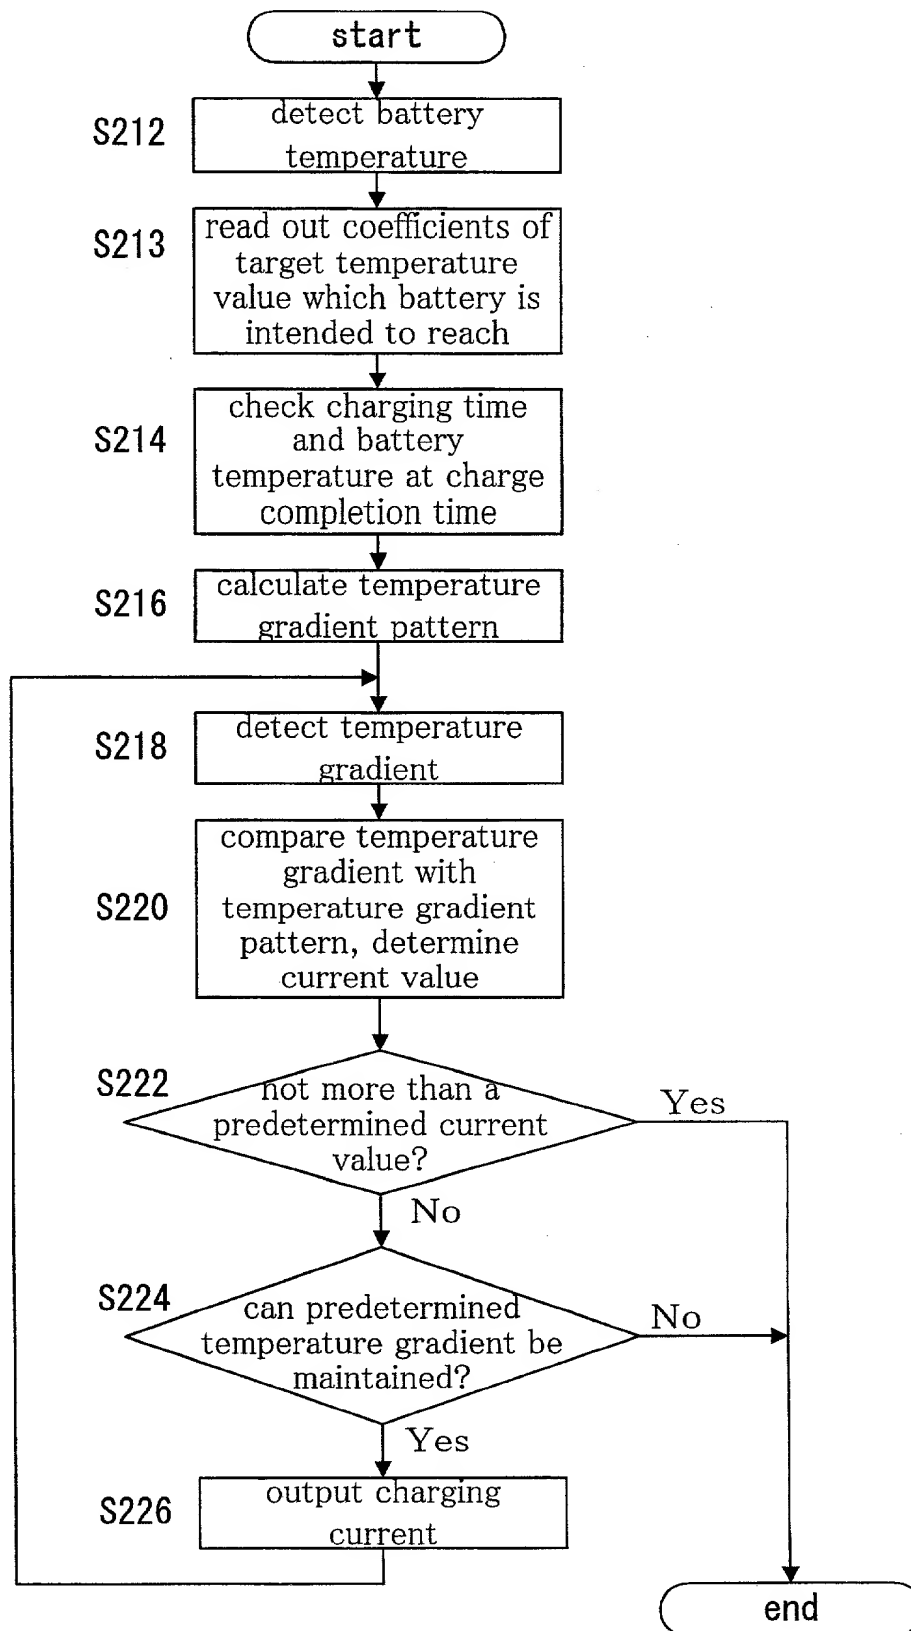 start
S212
detect battery
temperature
S213
read out coefficients of
target temperature
value which battery is
intended to reach
S214
check charging time
and battery
temperature at charge
completion time
S216
calculate temperature
gradient pattern
S218
detect temperature
gradient
S220
compare temperature
gradient with
temperature gradient
pattern, determine
current value
S222
not more than a
predetermined current
value?
Yes
No
S224
can predetermined
temperature gradient be
maintained?
No
Yes
S226
output charging
current
end